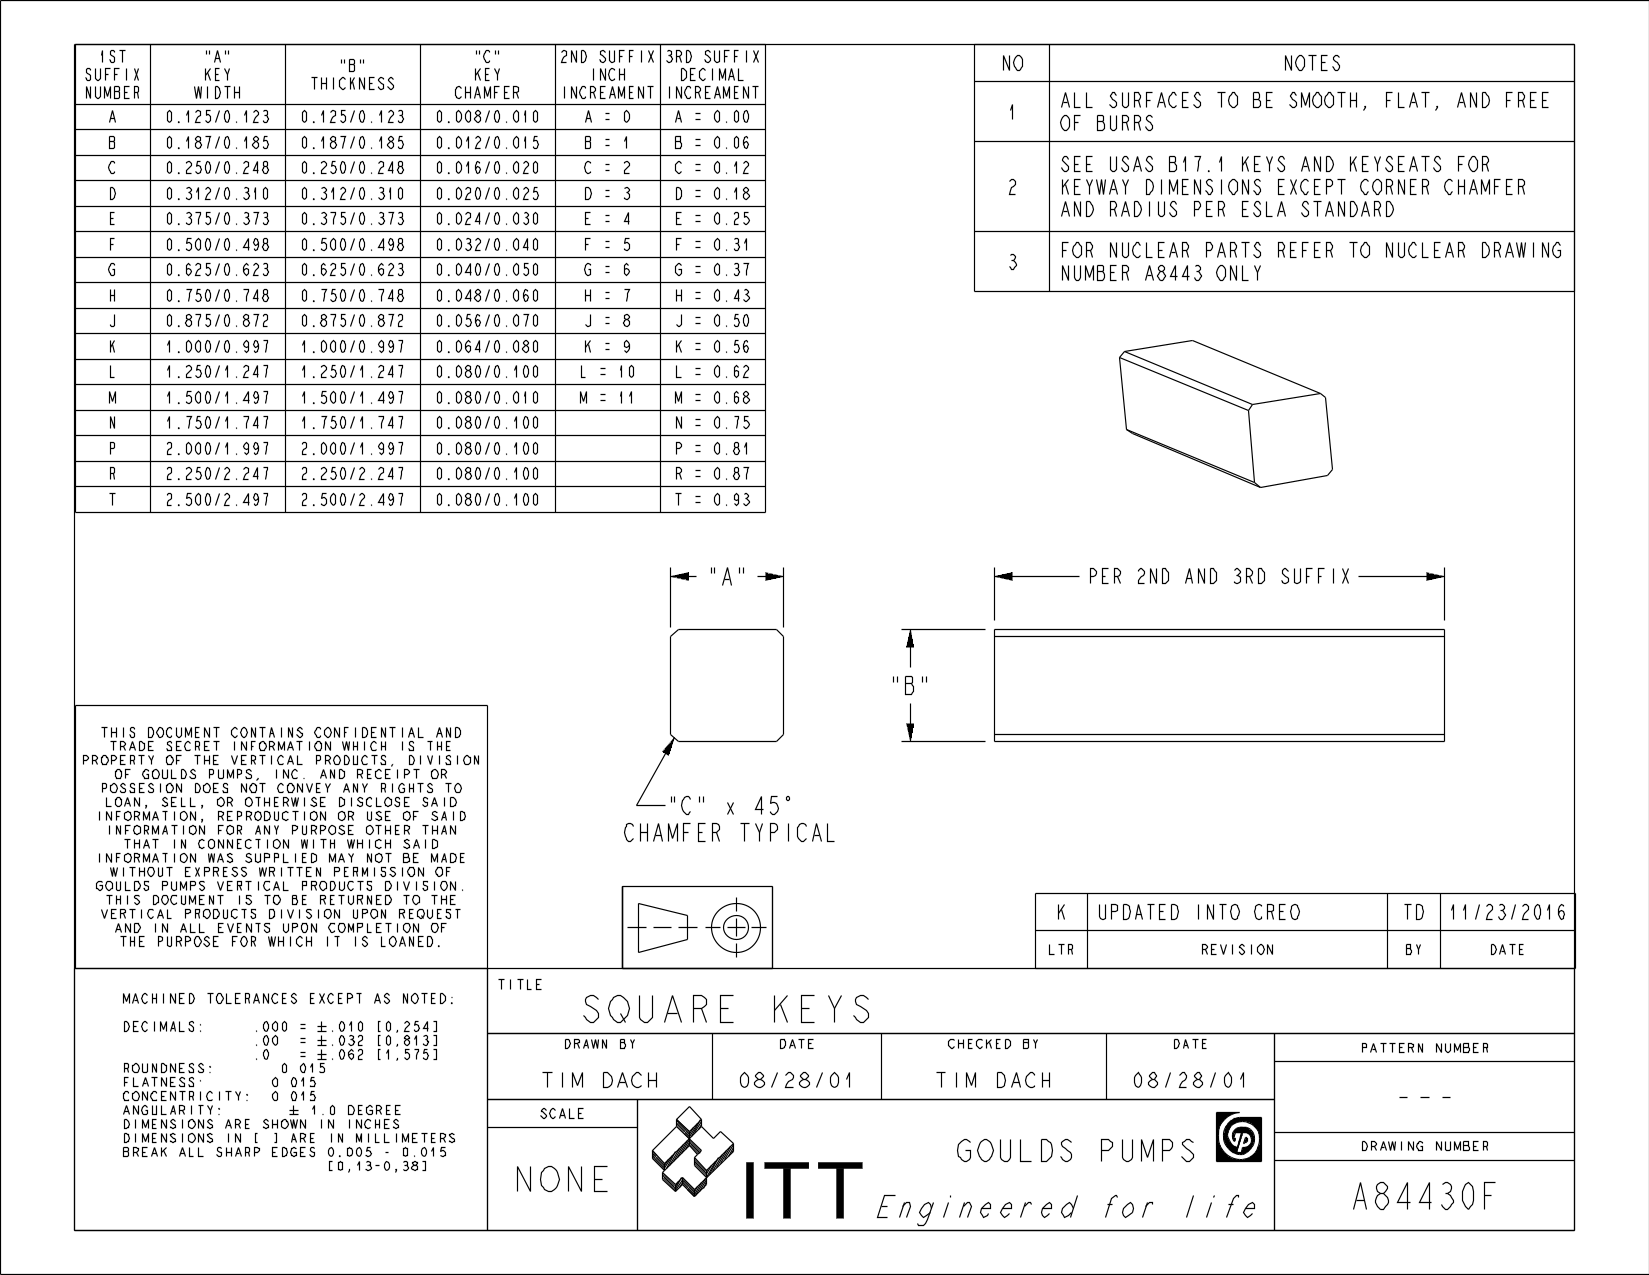 1ST SUFFIX NUMBER "A" KEY WIDTH "B" THICKNESS "C" KEY CHAMFER 2ND SUFFIX INCH INCREAMENT 3RD SUFFIX DECIMAL INCREAMENT
A 0.125/0.123 0.125/0.123 0.008/0.010 A = 0 A = 0.00
B 0.187/0.185 0.187/0.185 0.012/0.015 B = 1 B = 0.06
C 0.250/0.248 0.250/0.248 0.016/0.020 C = 2 C = 0.12
D 0.312/0.310 0.312/0.310 0.020/0.025 D = 3 D = 0.18
E 0.375/0.373 0.375/0.373 0.024/0.030 E = 4 E = 0.25
F 0.500/0.498 0.500/0.498 0.032/0.040 F = 5 F = 0.31
G 0.625/0.623 0.625/0.623 0.040/0.050 G = 6 G = 0.37
H 0.750/0.748 0.750/0.748 0.048/0.060 H = 7 H = 0.43
J 0.875/0.872 0.875/0.872 0.056/0.070 J = 8 J = 0.50
K 1.000/0.997 1.000/0.997 0.064/0.080 K = 9 K = 0.56
L 1.250/1.247 1.250/1.247 0.080/0.100 L = 10 L = 0.62
M 1.500/1.497 1.500/1.497 0.080/0.010 M = 11 M = 0.68
N 1.750/1.747 1.750/1.747 0.080/0.100 N = 0.75
P 2.000/1.997 2.000/1.997 0.080/0.100 P = 0.81
R 2.250/2.247 2.250/2.247 0.080/0.100 R = 0.87
T 2.500/2.497 2.500/2.497 0.080/0.100 T = 0.93
NO NOTES
1 ALL SURFACES TO BE SMOOTH, FLAT, AND FREE
OF BURRS
2 SEE USAS B17.1 KEYS AND KEYSEATS FOR
KEYWAY DIMENSIONS EXCEPT CORNER CHAMFER
AND RADIUS PER ESLA STANDARD
3 FOR NUCLEAR PARTS REFER TO NUCLEAR DRAWING
NUMBER A8443 ONLY
"A"
PER 2ND AND 3RD SUFFIX
"B"
"C" x 45°
CHAMFER TYPICAL
THIS DOCUMENT CONTAINS CONFIDENTIAL AND
TRADE SECRET INFORMATION WHICH IS THE
PROPERTY OF THE VERTICAL PRODUCTS, DIVISION
OF GOULDS PUMPS, INC. AND RECEIPT OR
POSSESION DOES NOT CONVEY ANY RIGHTS TO
LOAN, SELL, OR OTHERWISE DISCLOSE SAID
INFORMATION, REPRODUCTION OR USE OF SAID
INFORMATION FOR ANY PURPOSE OTHER THAN
THAT IN CONNECTION WITH WHICH SAID
INFORMATION WAS SUPPLIED MAY NOT BE MADE
WITHOUT EXPRESS WRITTEN PERMISSION OF
GOULDS PUMPS VERTICAL PRODUCTS DIVISION.
THIS DOCUMENT IS TO BE RETURNED TO THE
VERTICAL PRODUCTS DIVISION UPON REQUEST
AND IN ALL EVENTS UPON COMPLETION OF
THE PURPOSE FOR WHICH IT IS LOANED.
K UPDATED INTO CREO TD 11/23/2016
LTR REVISION BY DATE
MACHINED TOLERANCES EXCEPT AS NOTED:
DECIMALS: .000 = ±.010 [0,254]
.00 = ±.032 [0,813]
.0 = ±.062 [1,575]
ROUNDNESS: 0.015
FLATNESS: 0.015
CONCENTRICITY: 0.015
ANGULARITY: ± 1.0 DEGREE
DIMENSIONS ARE SHOWN IN INCHES
DIMENSIONS IN [ ] ARE IN MILLIMETERS
BREAK ALL SHARP EDGES 0.005 - 0.015
[0,13-0,38]
TITLE
SQUARE KEYS
DRAWN BY DATE CHECKED BY DATE
TIM DACH 08/28/01 TIM DACH 08/28/01
PATTERN NUMBER
---
SCALE
NONE
ITT
GOULDS PUMPS gp
Engineered for life
DRAWING NUMBER
A84430F